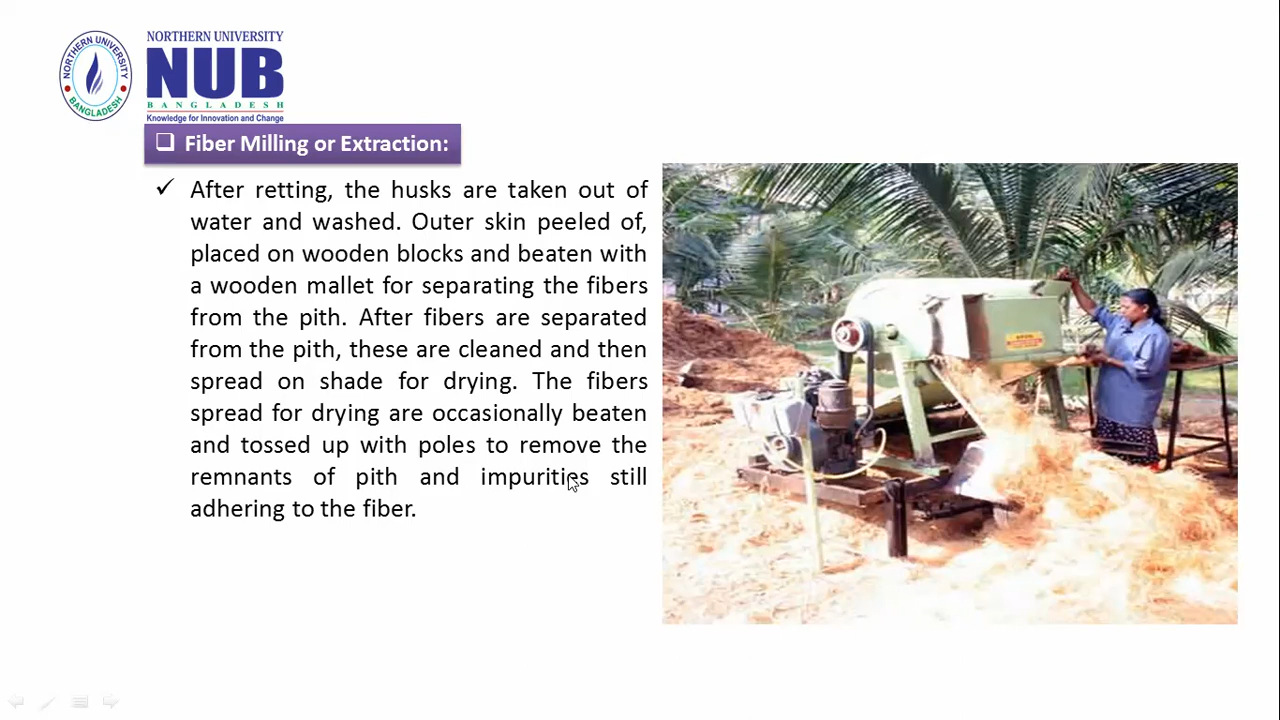 NORTHERN UNIVERSITY
BANGLADESH
NORTHERN UNIVERSITY
NUB
BANGLADESH
Knowledge for Innovation and Change
Fiber Milling or Extraction:
After retting, the husks are taken out of
water and washed. Outer skin peeled of,
placed on wooden blocks and beaten with
a wooden mallet for separating the fibers
from the pith. After fibers are separated
from the pith, these are cleaned and then
spread on shade for drying. The fibers
spread for drying are occasionally beaten
and tossed up with poles to remove the
remnants of pith and impurities still
adhering to the fiber.